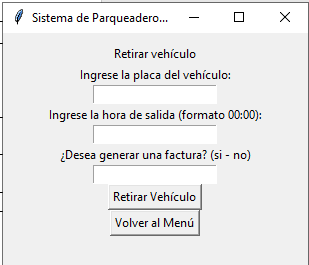 Sistema de Parqueadero...
Retirar vehículo
Ingrese la placa del vehículo:
Ingrese la hora de salida (formato 00:00):
¿Desea generar una factura? (si - no)
Retirar Vehículo
Volver al Menú